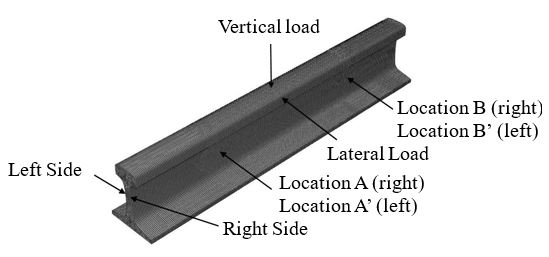 Vertical load
Location B (right)
Location B’ (left)
Lateral Load
Left Side
Location A (right)
Location A’ (left)
Right Side